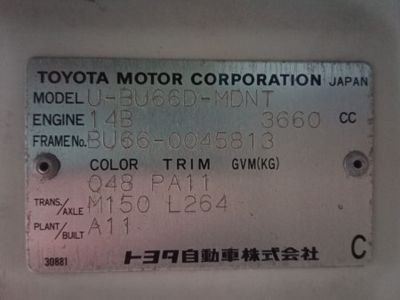 TOYOTA MOTOR CORPORATION JAPAN
MODEL U-BU66D-MDNT
ENGINE 14B 3660 CC
FRAME No. BU66-0045813
COLOR TRIM GVM(KG)
048 PA11
TRANS./AXLE M150 L264
PLANT/BUILT A11
30881 トヨタ自動車株式会社 C